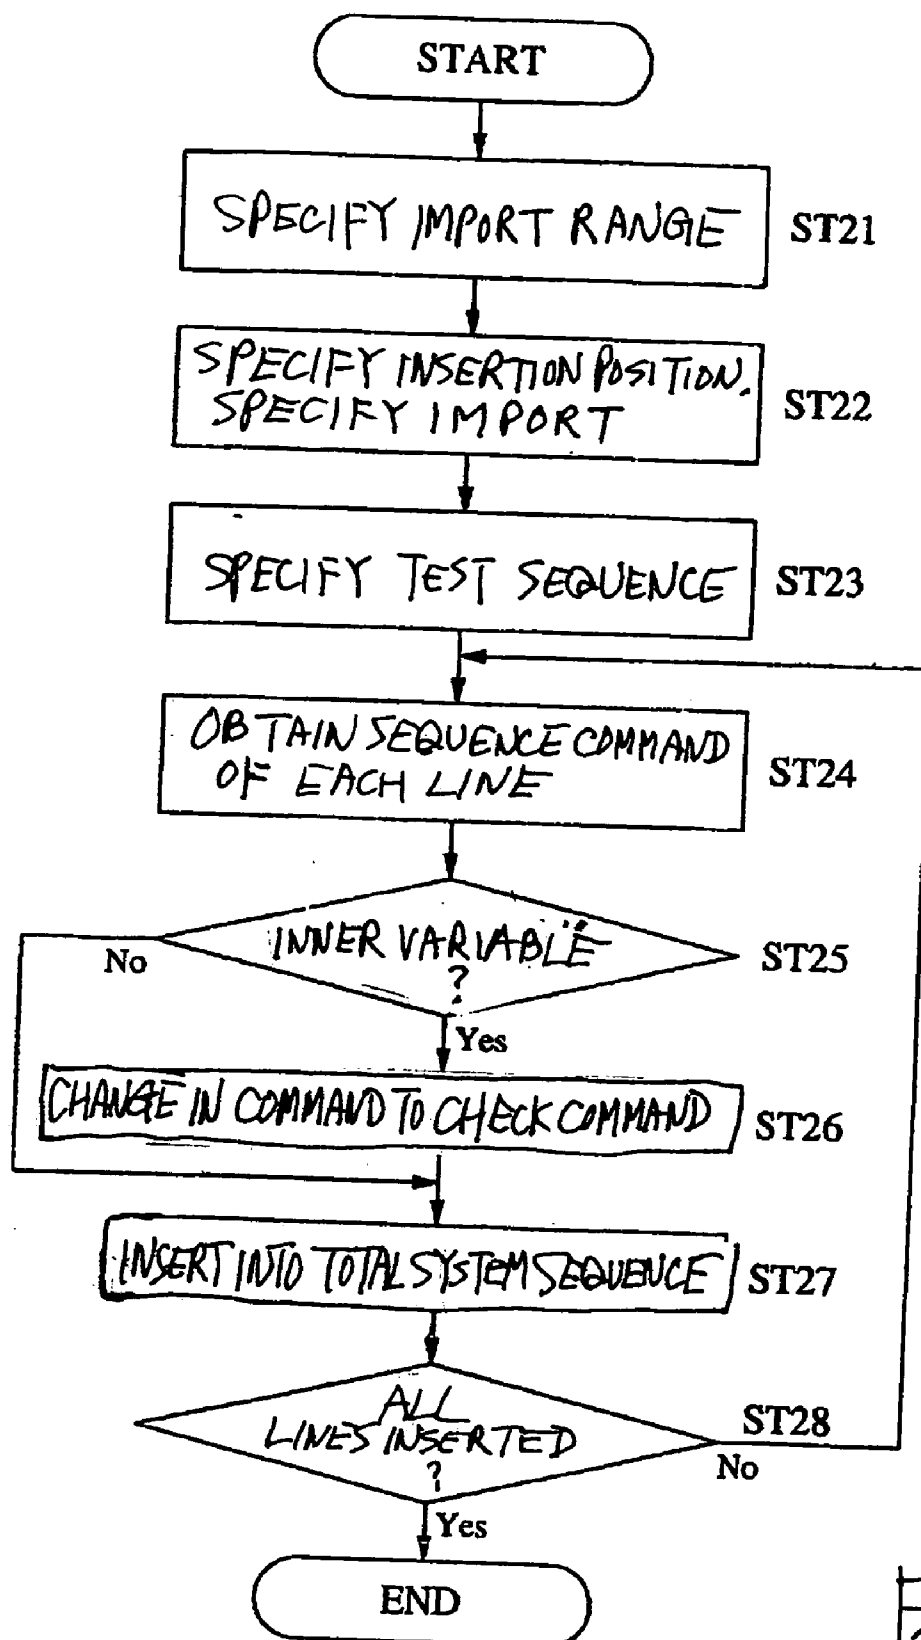 START
SPECIFY IMPORT RANGE
ST21
SPECIFY INSERTION POSITION.
SPECIFY IMPORT
ST22
SPECIFY TEST SEQUENCE
ST23
OBTAIN SEQUENCE COMMAND
OF EACH LINE
ST24
INNER VARIABLE
?
ST25
No
Yes
CHANGE IN COMMAND TO CHECK COMMAND
ST26
INSERT INTO TOTAL SYSTEM SEQUENCE
ST27
ALL
LINES INSERTED
?
ST28
No
Yes
END